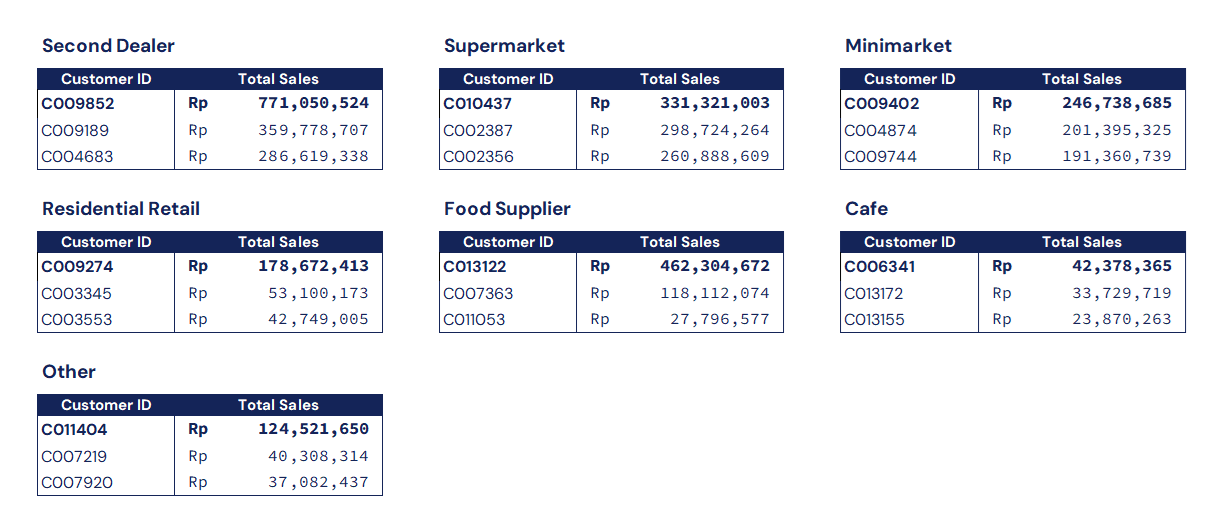 Second Dealer
Customer ID Total Sales
C009852 Rp 771,050,524
C009189 Rp 359,778,707
C004683 Rp 286,619,338
Supermarket
Customer ID Total Sales
C010437 Rp 331,321,003
C002387 Rp 298,724,264
C002356 Rp 260,888,609
Minimarket
Customer ID Total Sales
C009402 Rp 246,738,685
C004874 Rp 201,395,325
C009744 Rp 191,360,739
Residential Retail
Customer ID Total Sales
C009274 Rp 178,672,413
C003345 Rp 53,100,173
C003553 Rp 42,749,005
Food Supplier
Customer ID Total Sales
C013122 Rp 462,304,672
C007363 Rp 118,112,074
C011053 Rp 27,796,577
Cafe
Customer ID Total Sales
C006341 Rp 42,378,365
C013172 Rp 33,729,719
C013155 Rp 23,870,263
Other
Customer ID Total Sales
C011404 Rp 124,521,650
C007219 Rp 40,308,314
C007920 Rp 37,082,437